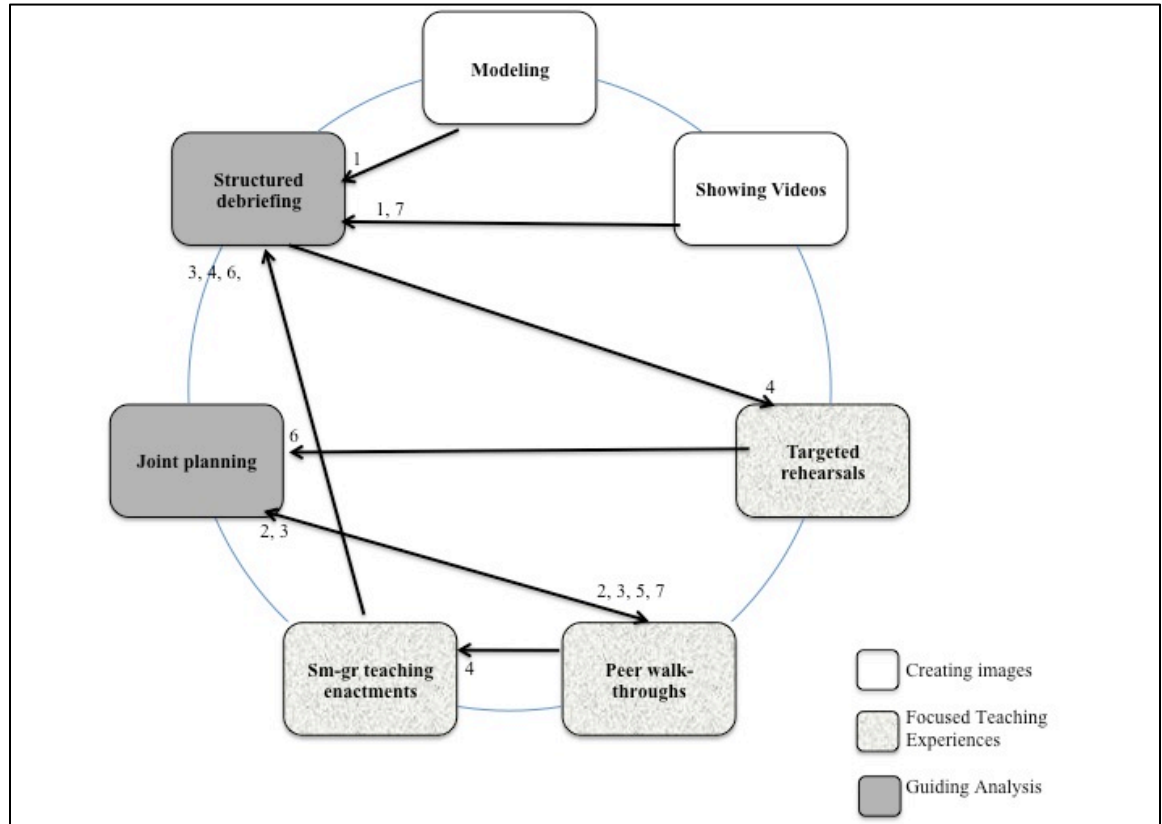 Modeling
Structured
debriefing
1
Showing Videos
1, 7
3, 4, 6,
4
Joint planning
6
Targeted
rehearsals
2, 3
2, 3, 5, 7
Sm-gr teaching
enactments
4
Peer walk-
throughs
Creating images
Focused Teaching
Experiences
Guiding Analysis